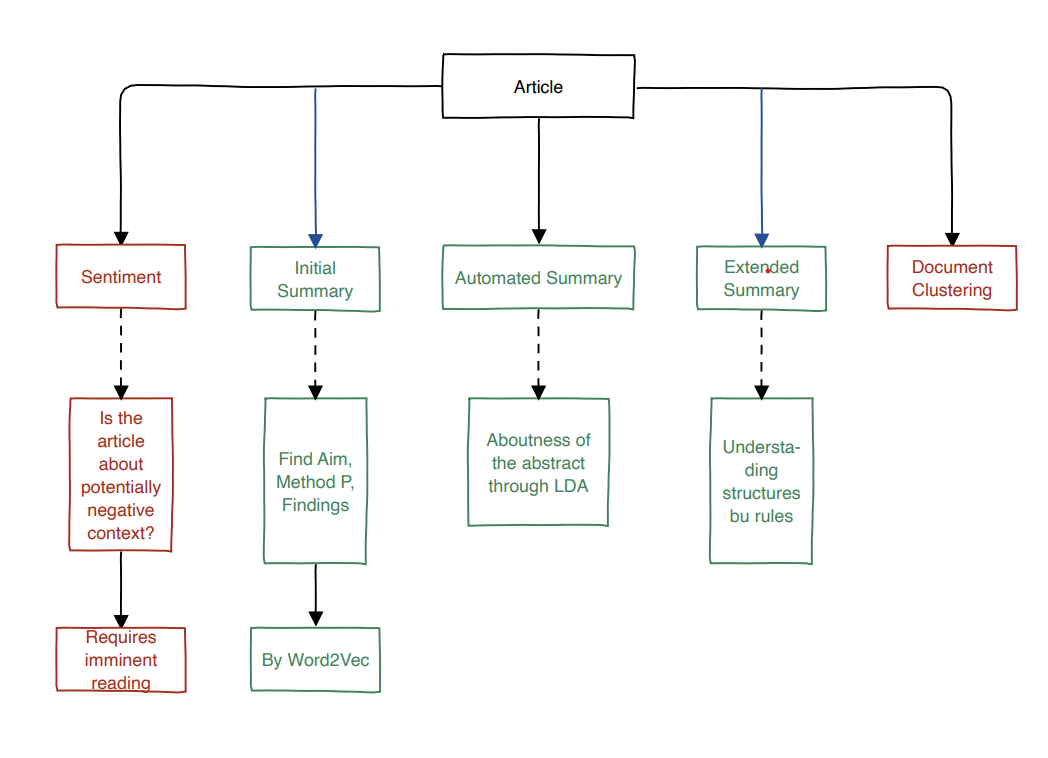 Article
Sentiment
Initial
Summary
Automated Summary
Extended
Summary
Document
Clustering
Is the
article
about
potentially
negative
context?
Find Aim,
Method P,
Findings
Aboutness of
the abstract
through LDA
Understa-
ding
structures
bu rules
Requires
imminent
reading
By Word2Vec